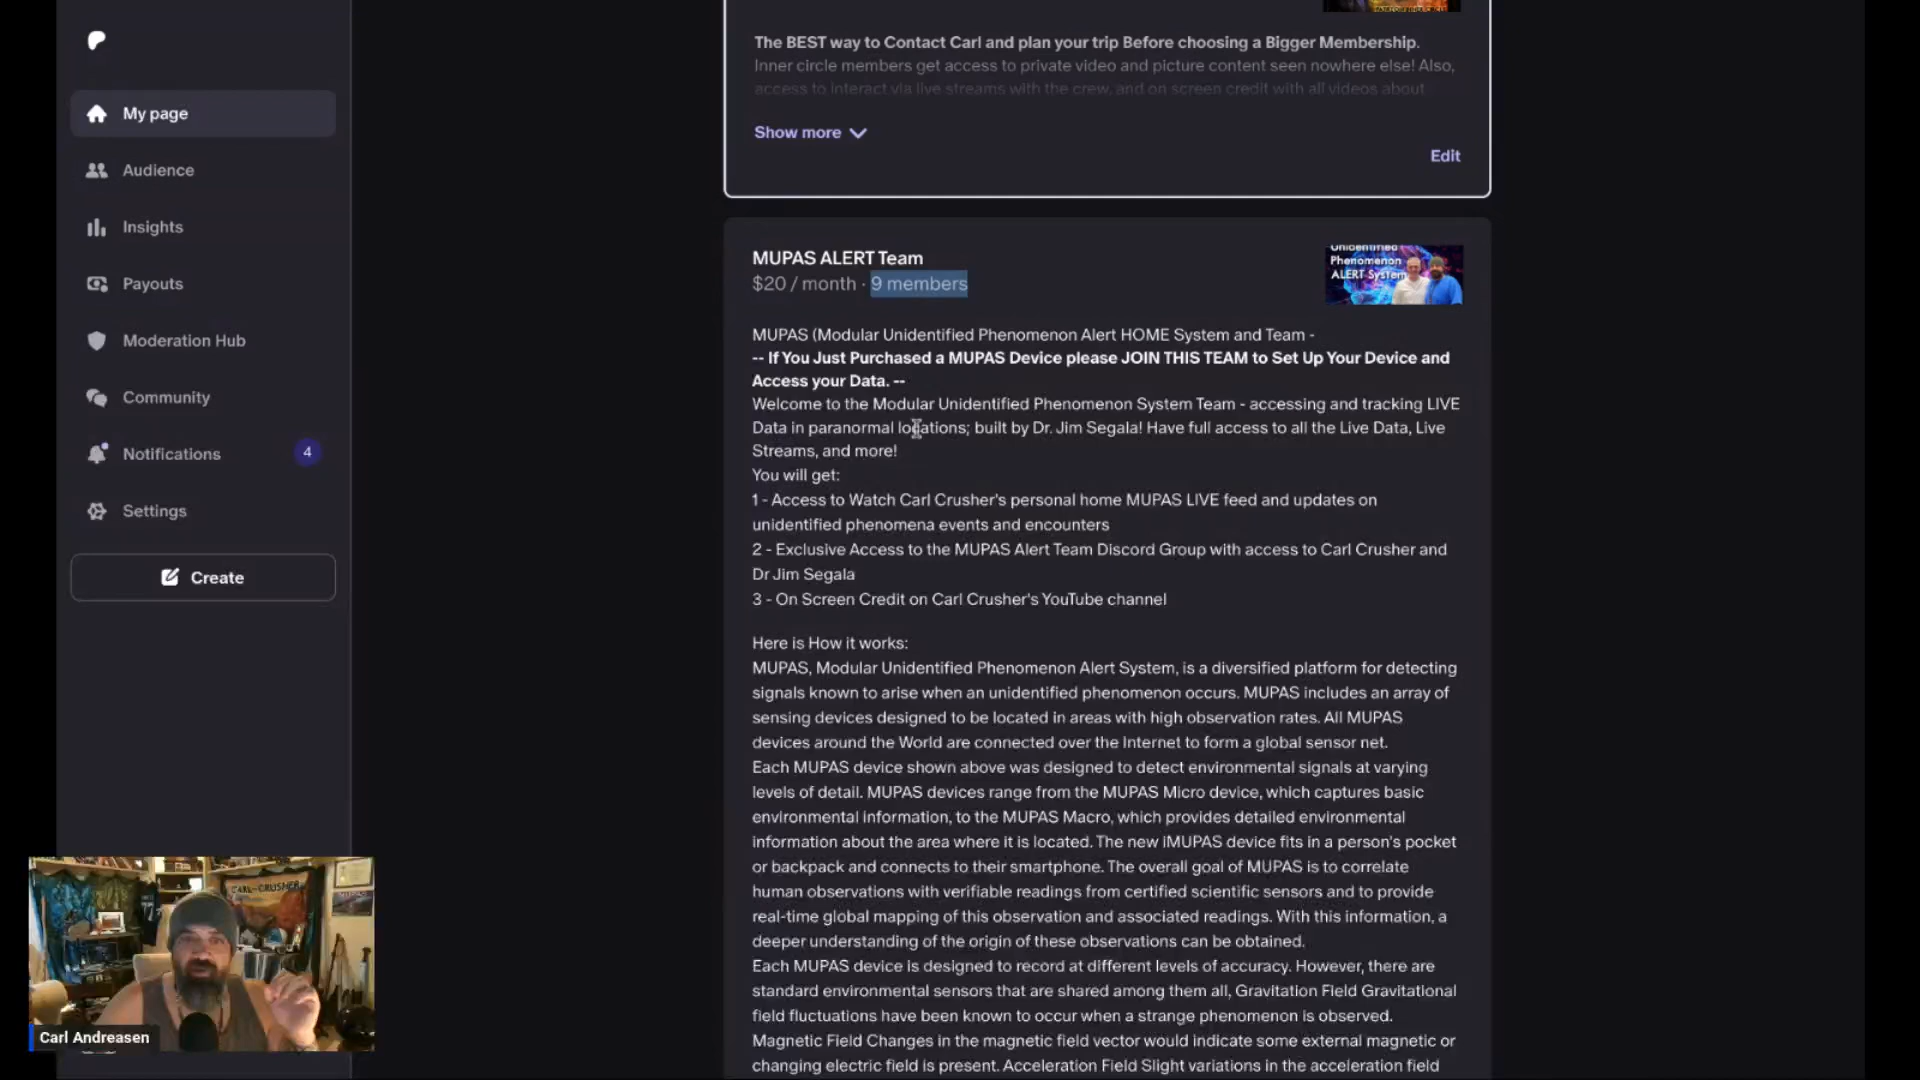 My page
Audience
Insights
Payouts
Moderation Hub
Community
Notifications
4
Settings
Create
The BEST way to Contact Carl and plan your trip Before choosing a Bigger Membership.
Inner circle members get access to private video and picture content seen nowhere else! Also,
access to interact via live streams with the crew, and on screen credit with all videos about
Show more
Edit
MUPAS ALERT Team
$20 / month · 9 members
Unidentified
Phenomenon
ALERT System
MUPAS (Modular Unidentified Phenomenon Alert HOME System and Team -
-- If You Just Purchased a MUPAS Device please JOIN THIS TEAM to Set Up Your Device and
Access your Data. --
Welcome to the Modular Unidentified Phenomenon System Team - accessing and tracking LIVE
Data in paranormal locations; built by Dr. Jim Segala! Have full access to all the Live Data, Live
Streams, and more!
You will get:
1 - Access to Watch Carl Crusher's personal home MUPAS LIVE feed and updates on
unidentified phenomena events and encounters
2 - Exclusive Access to the MUPAS Alert Team Discord Group with access to Carl Crusher and
Dr Jim Segala
3 - On Screen Credit on Carl Crusher's YouTube channel
Here is How it works:
MUPAS, Modular Unidentified Phenomenon Alert System, is a diversified platform for detecting
signals known to arise when an unidentified phenomenon occurs. MUPAS includes an array of
sensing devices designed to be located in areas with high observation rates. All MUPAS
devices around the World are connected over the Internet to form a global sensor net.
Each MUPAS device shown above was designed to detect environmental signals at varying
levels of detail. MUPAS devices range from the MUPAS Micro device, which captures basic
environmental information, to the MUPAS Macro, which provides detailed environmental
information about the area where it is located. The new iMUPAS device fits in a person's pocket
or backpack and connects to their smartphone. The overall goal of MUPAS is to correlate
human observations with verifiable readings from certified scientific sensors and to provide
real-time global mapping of this observation and associated readings. With this information, a
deeper understanding of the origin of these observations can be obtained.
Each MUPAS device is designed to record at different levels of accuracy. However, there are
standard environmental sensors that are shared among them all, Gravitation Field Gravitational
field fluctuations have been known to occur when a strange phenomenon is observed.
Magnetic Field Changes in the magnetic field vector would indicate some external magnetic or
changing electric field is present. Acceleration Field Slight variations in the acceleration field
CARL-CRUSHER
Carl Andreasen